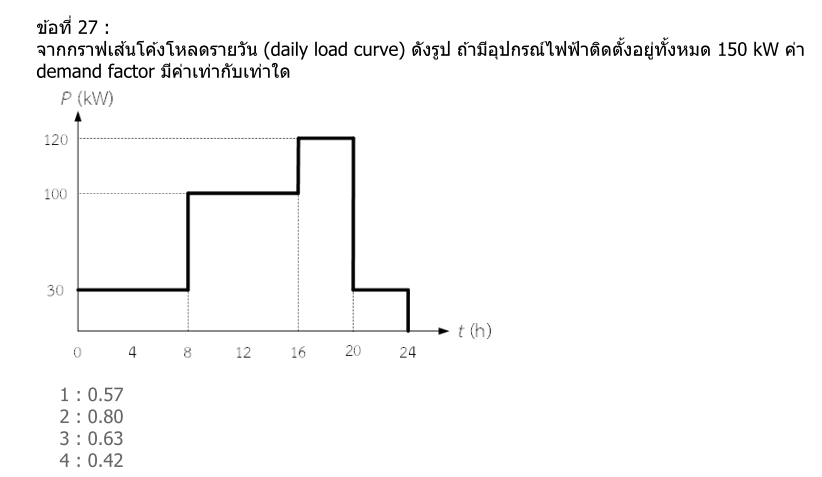 ข้อที่ 27 :
จากกราฟเส้นโค้งโหลดรายวัน (daily load curve) ดังรูป ถ้ามีอุปกรณ์ไฟฟ้าติดตั้งอยู่ทั้งหมด 150 kW ค่า
demand factor มีค่าเท่ากับเท่าใด
P (kW)
120
100
30
t (h)
0 4 8 12 16 20 24
1 : 0.57
2 : 0.80
3 : 0.63
4 : 0.42